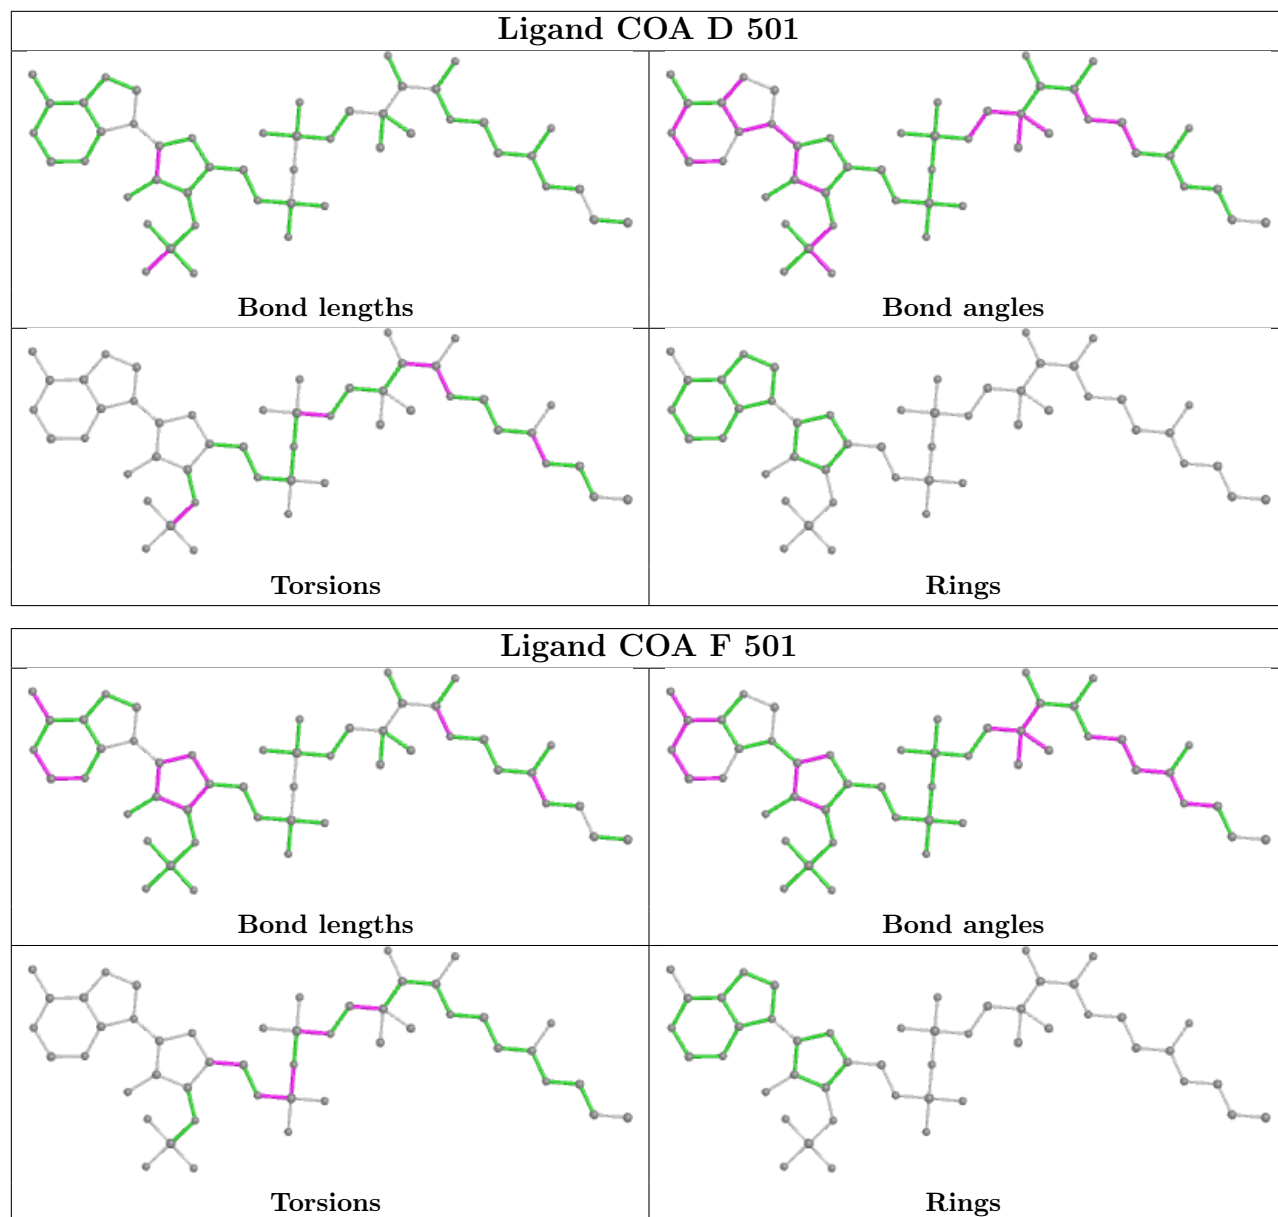 Ligand COA D 501
Bond lengths
Bond angles
Torsions
Rings
Ligand COA F 501
Bond lengths
Bond angles
Torsions
Rings